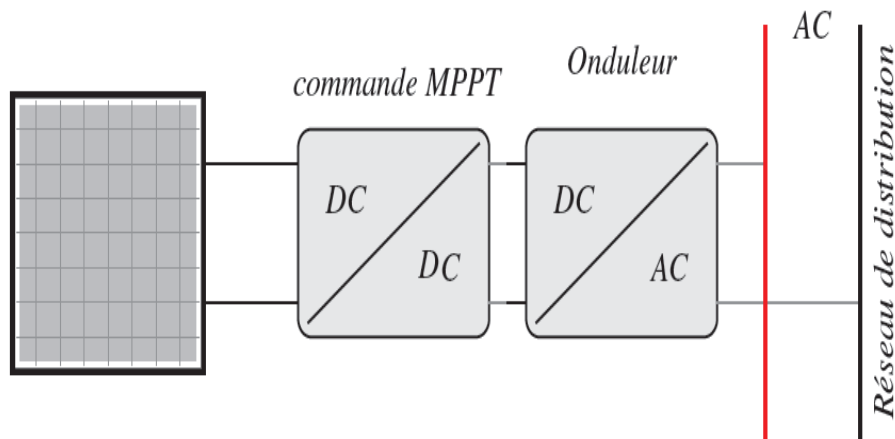 commande MPPT
Onduleur
AC
DC
DC
DC
AC
Réseau de distribution